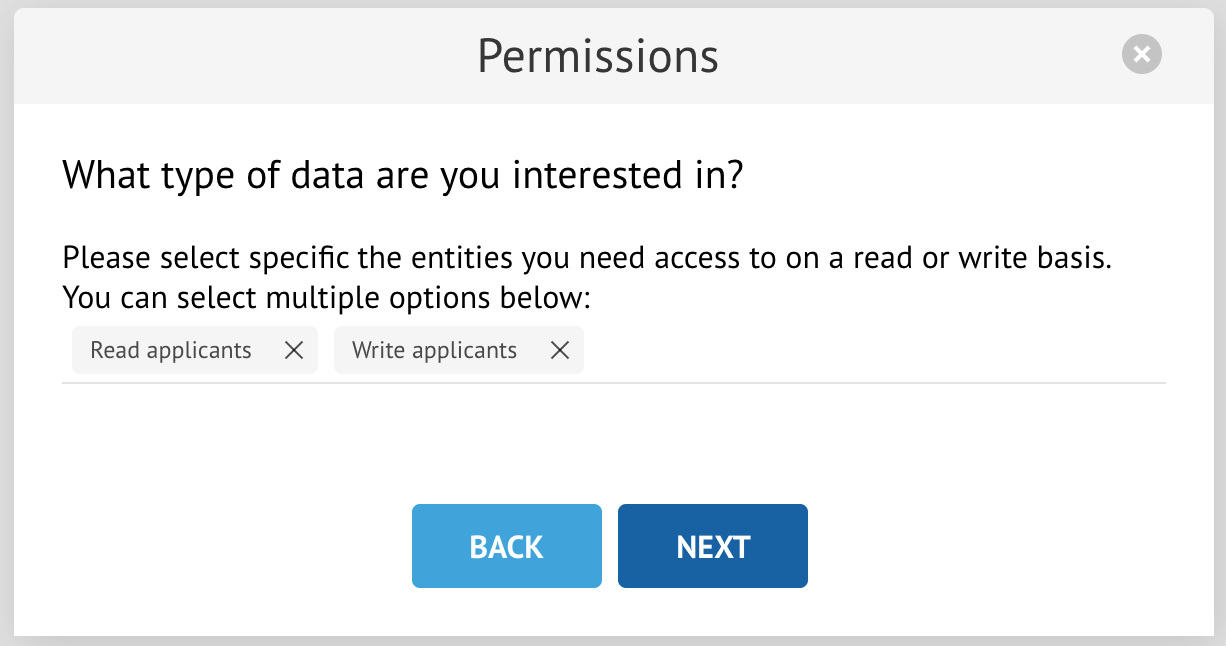 Permissions
What type of data are you interested in?
Please select specific the entities you need access to on a read or write basis.
You can select multiple options below:
Read applicants Write applicants
BACK NEXT